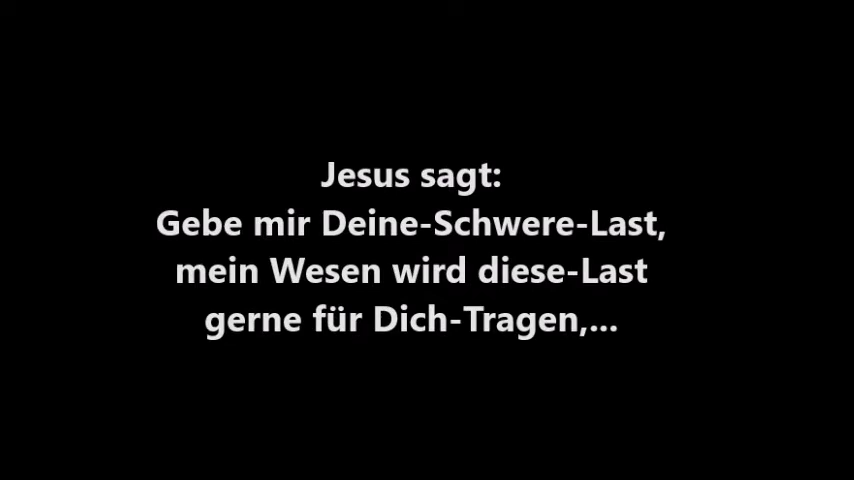 Jesus sagt:
Gebe mir Deine-Schwere-Last,
mein Wesen wird diese-Last
gerne für Dich-Tragen,...